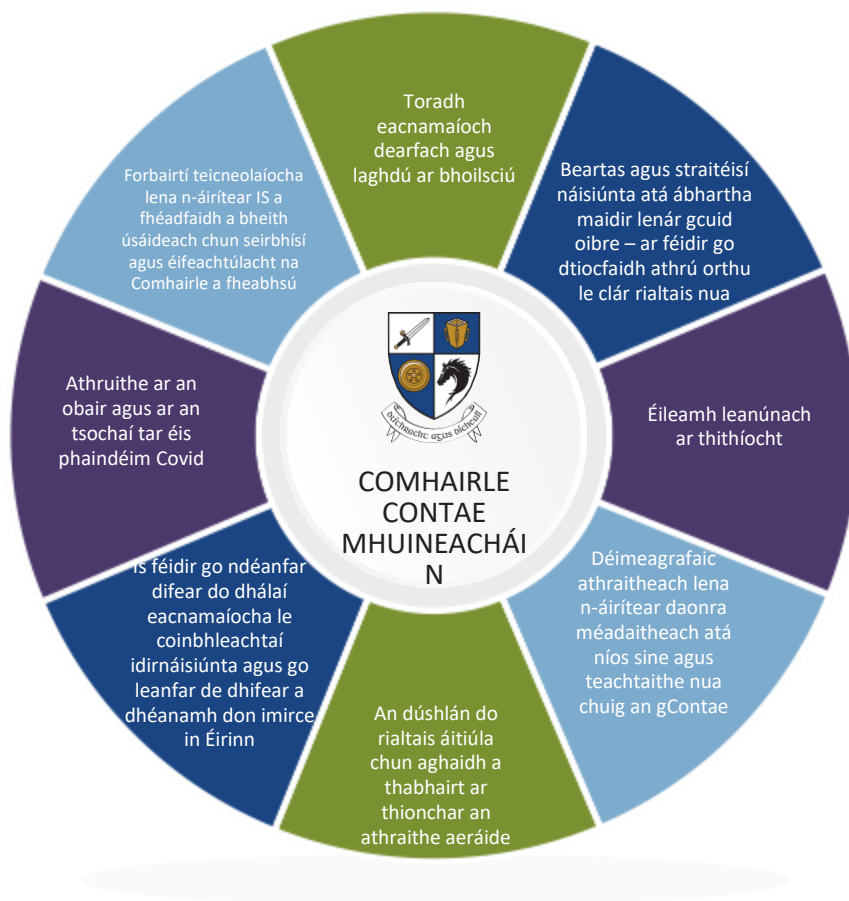 Toradh
eacnamaíoch
dearfach agus
laghdú ar bhoilsciú
Beartas agus straitéisí
náisiúnta atá ábhartha
maidir lenár gcuid
oibre – ar féidir go
dtiocfaidh athrú orthu
le clár rialtais nua
Éileamh leanúnach
ar thithíocht
Déimeagrafaic
athraitheach lena
n-áirítear daonra
méadaitheach atá
níos sine agus
teachtaithe nua
chuig an gContae
An dúshlán do
rialtais áitiúla
chun aghaidh a
thabhairt ar
thionchar an
athraithe aeráide
Is féidir go ndéanfar
difear do dhálaí
eacnamaíocha le
coinbhleachtaí
idirnáisiúnta agus go
leanfar de dhifear a
dhéanamh don imirce
in Éirinn
Athruithe ar an
obair agus ar an
tsochaí tar éis
phaindéim Covid
Forbairtí teicneolaíocha
lena n-áirítear IS a
fhéadfaidh a bheith
úsáideach chun seirbhísí
agus éifeachtúlacht na
Comhairle a fheabhsú
dúthracht agus dícheall
COMHAIRLE
CONTAE
MHUINEACHÁI
N